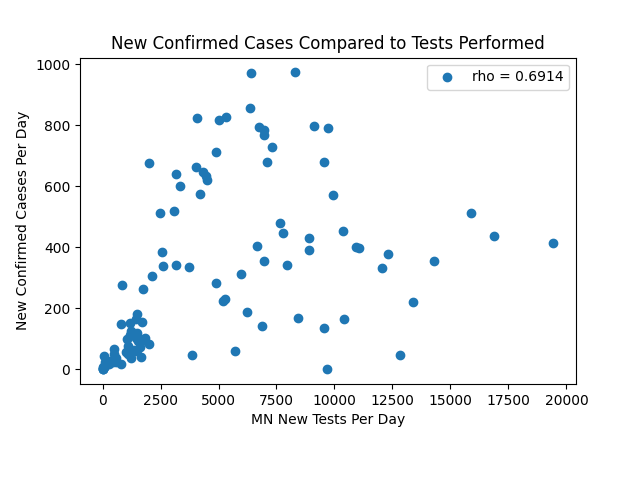 New Confirmed Cases Compared to Tests Performed
rho = 0.6914
New Confirmed Caeses Per Day
1000
800
600
400
200
0
0 2500 5000 7500 10000 12500 15000 17500 20000
MN New Tests Per Day